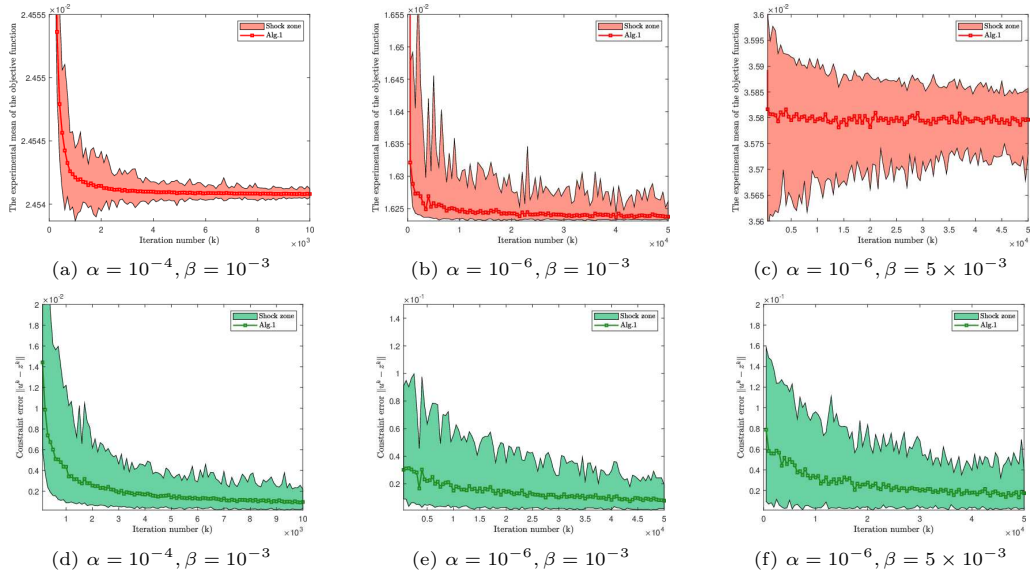 ×10⁻²
2.4555
2.455
2.4545
2.454
The experimental mean of the objective function
Shock zone
Alg.1
0 2 4 6 8 10
Iteration number (k)
×10³
(a) α = 10⁻⁴, β = 10⁻³
×10⁻²
1.655
1.65
1.645
1.64
1.635
1.63
1.625
The experimental mean of the objective function
Shock zone
Alg.1
0 1 2 3 4 5
Iteration number (k)
×10⁴
(b) α = 10⁻⁶, β = 10⁻³
×10⁻²
3.6
3.59
3.58
3.57
3.56
The experimental mean of the objective function
Shock zone
Alg.1
0.5 1 1.5 2 2.5 3 3.5 4 4.5 5
Iteration number (k)
×10⁴
(c) α = 10⁻⁶, β = 5 × 10⁻³
×10⁻²
2
1.8
1.6
1.4
1.2
1
0.8
0.6
0.4
0.2
Constraint error ‖uᵏ − zᵏ‖
Shock zone
Alg.1
1 2 3 4 5 6 7 8 9 10
Iteration number (k)
×10³
(d) α = 10⁻⁴, β = 10⁻³
×10⁻¹
1.4
1.2
1
0.8
0.6
0.4
0.2
Constraint error ‖uᵏ − zᵏ‖
Shock zone
Alg.1
0.5 1 1.5 2 2.5 3 3.5 4 4.5 5
Iteration number (k)
×10⁴
(e) α = 10⁻⁶, β = 10⁻³
×10⁻¹
2
1.8
1.6
1.4
1.2
1
0.8
0.6
0.4
0.2
Constraint error ‖uᵏ − zᵏ‖
Shock zone
Alg.1
0 1 2 3 4 5
Iteration number (k)
×10⁴
(f) α = 10⁻⁶, β = 5 × 10⁻³